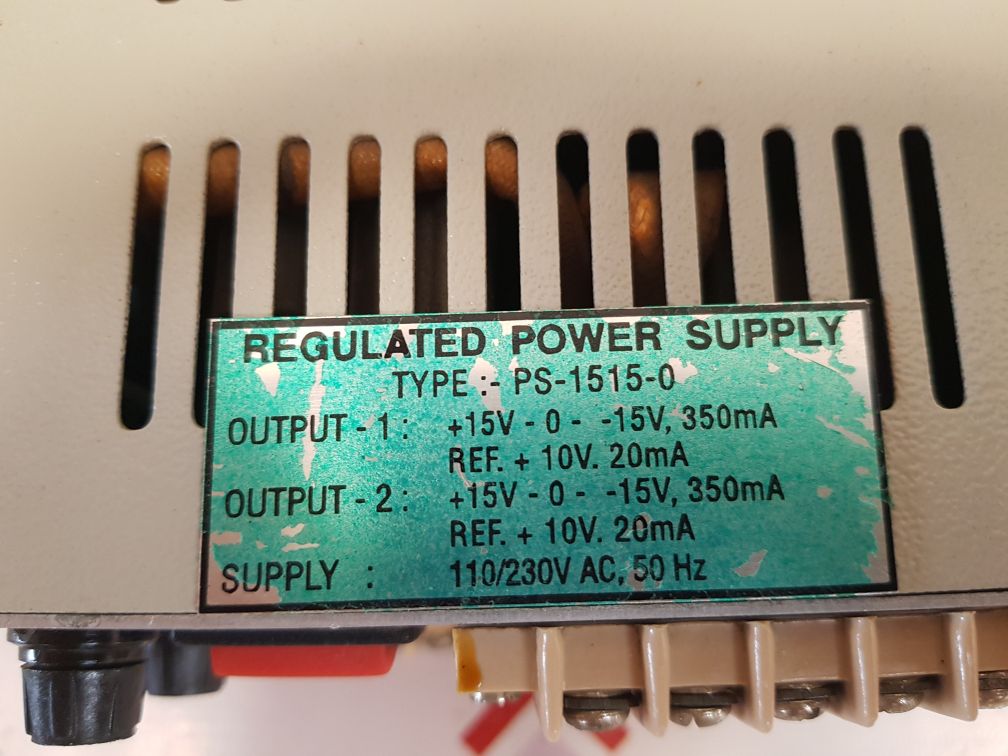 REGULATED POWER SUPPLY
TYPE :- PS-1515-0
OUTPUT - 1 : +15V - 0 - -15V, 350mA
REF. + 10V. 20mA
OUTPUT - 2 : +15V - 0 - -15V, 350mA
REF. + 10V. 20mA
SUPPLY : 110/230V AC, 50 Hz